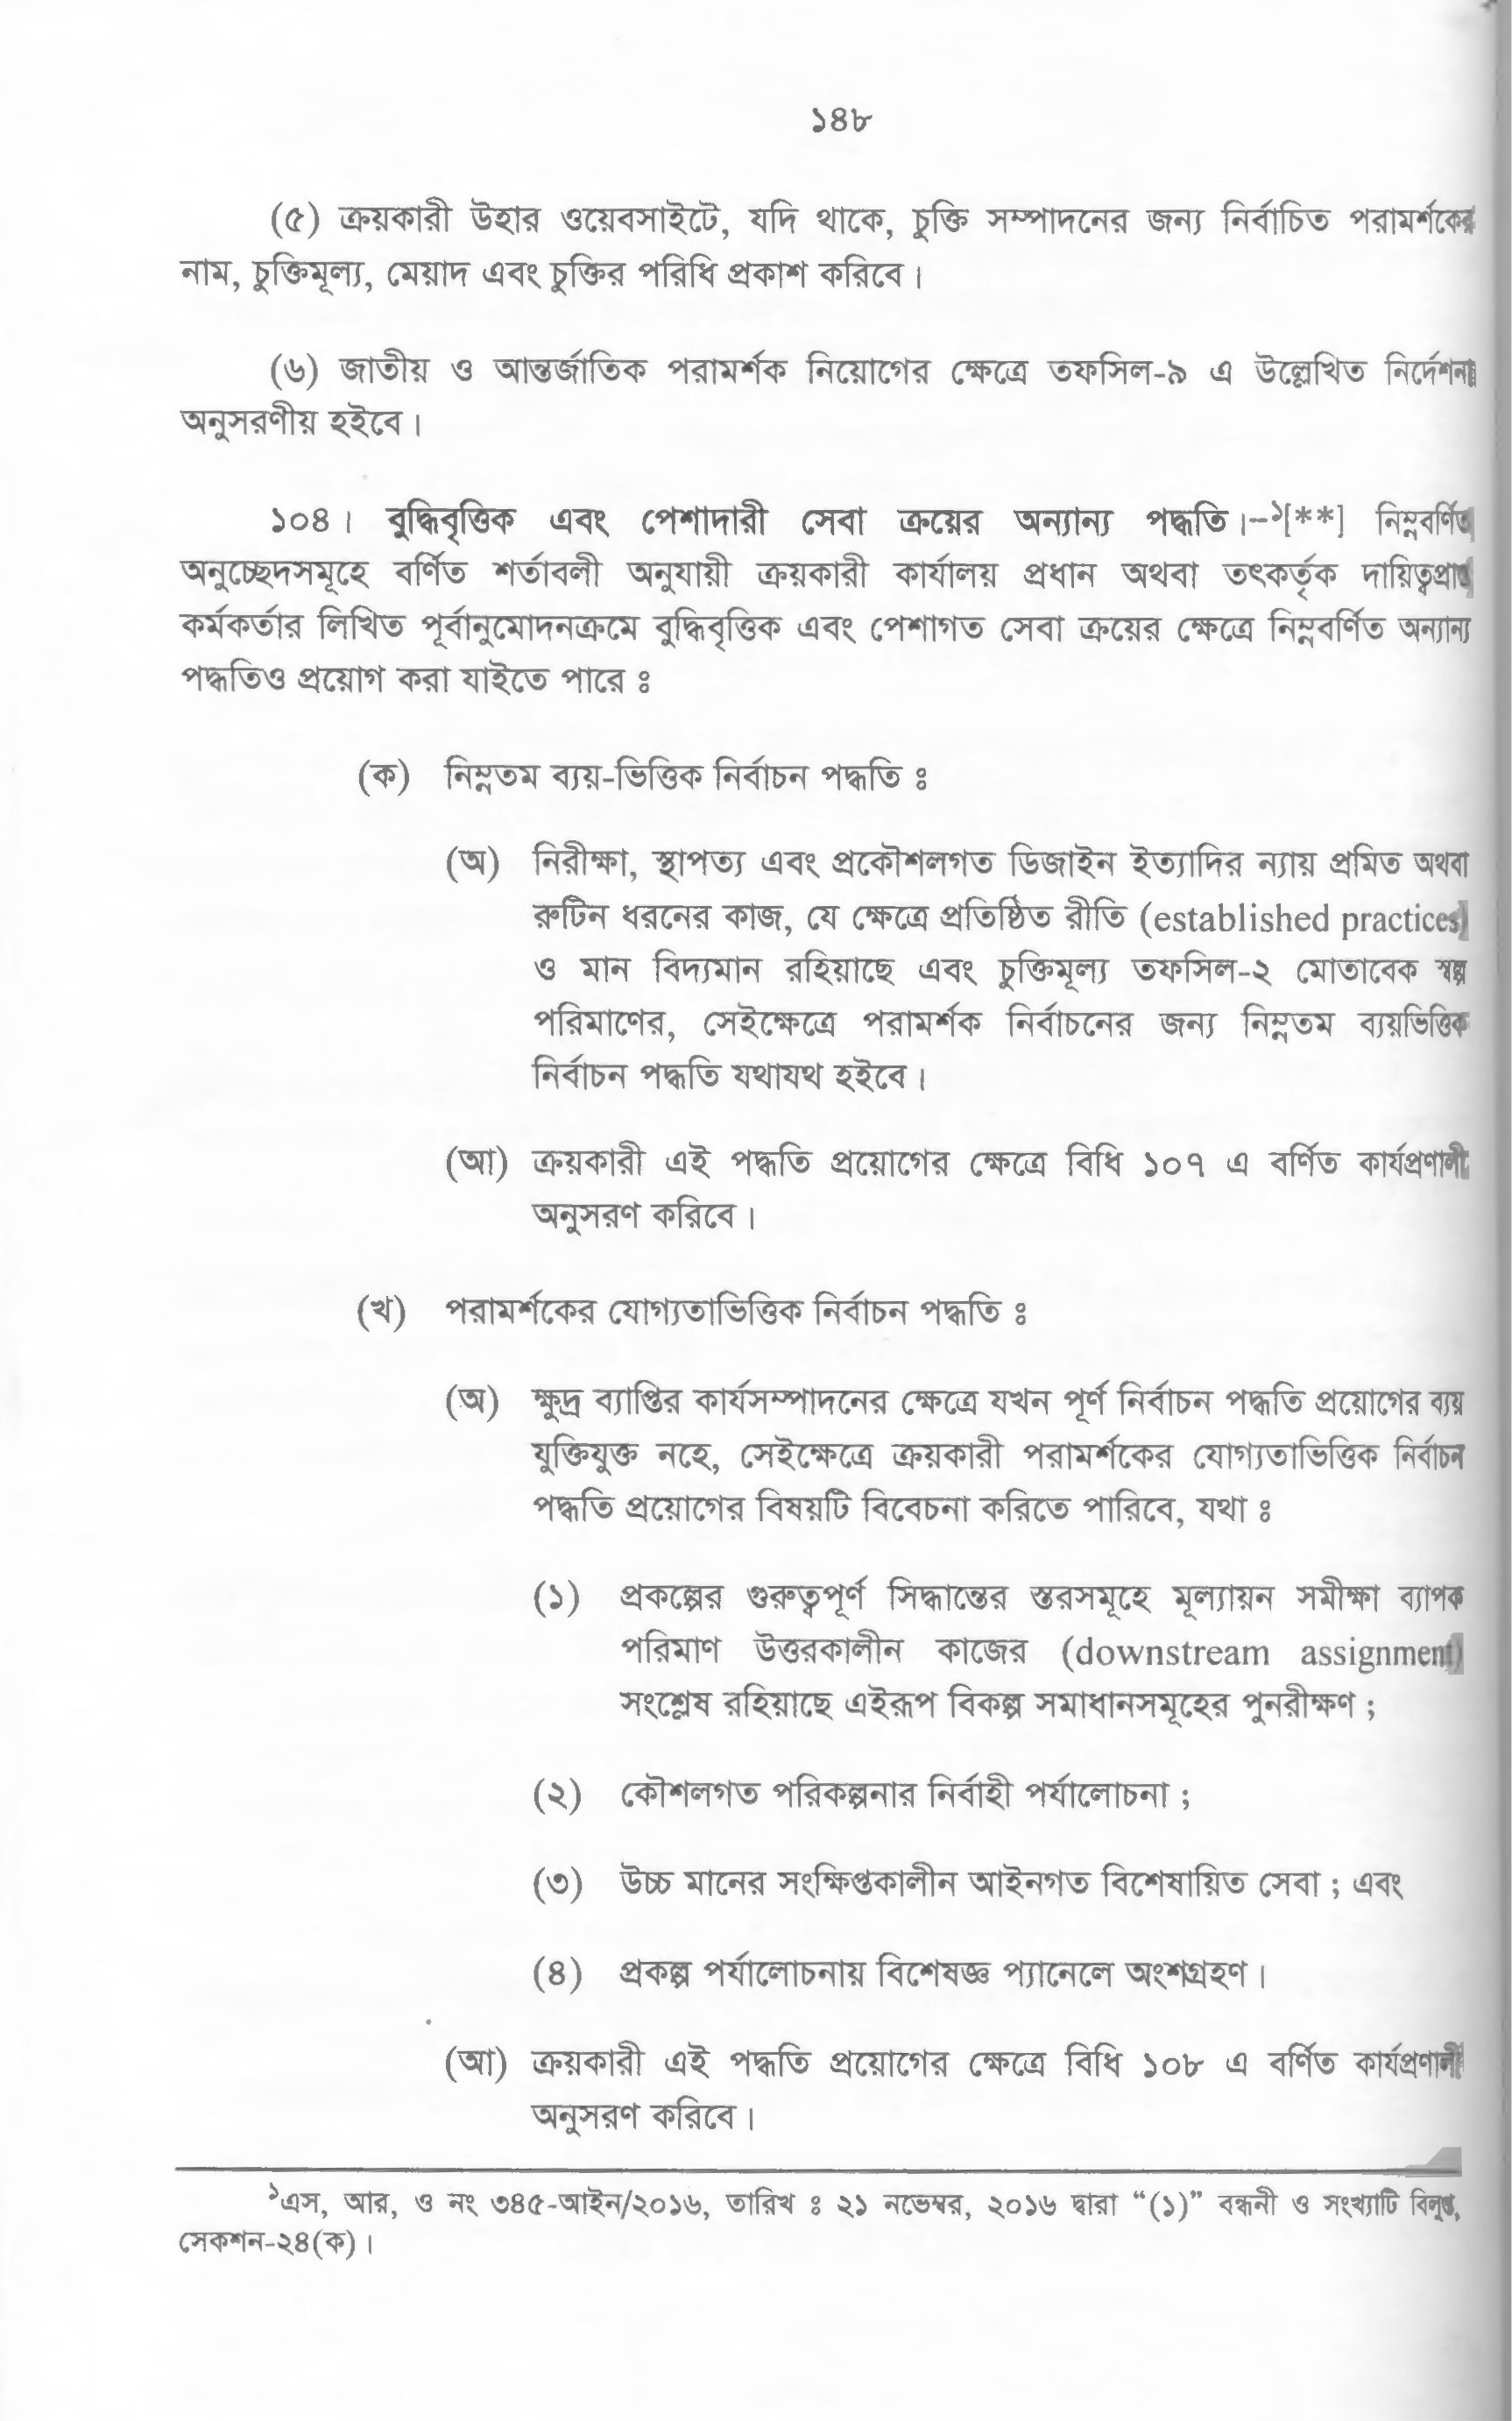 ১৪৮
(৫) ক্রয়কারী উহার ওয়েবসাইটে, যদি থাকে, চুক্তি সম্পাদনের জন্য নির্বাচিত পরামর্শকের
নাম, চুক্তিমূল্য, মেয়াদ এবং চুক্তির পরিধি প্রকাশ করিবে।
(৬) জাতীয় ও আন্তর্জাতিক পরামর্শক নিয়োগের ক্ষেত্রে তফসিল-৯ এ উল্লেখিত নির্দেশনা
অনুসরণীয় হইবে।
১০৪। বুদ্ধিবৃত্তিক এবং পেশাদারী সেবা ক্রয়ের অন্যান্য পদ্ধতি।-১[**] নিম্নবর্ণিত
অনুচ্ছেদসমূহে বর্ণিত শর্তাবলী অনুযায়ী ক্রয়কারী কার্যালয় প্রধান অথবা তৎকর্তৃক দায়িত্বপ্রাপ্ত
কর্মকর্তার লিখিত পূর্বানুমোদনক্রমে বুদ্ধিবৃত্তিক এবং পেশাগত সেবা ক্রয়ের ক্ষেত্রে নিম্নবর্ণিত অন্যান্য
পদ্ধতিও প্রয়োগ করা যাইতে পারে ঃ
(ক) নিম্নতম ব্যয়-ভিত্তিক নির্বাচন পদ্ধতি ঃ
(অ) নিরীক্ষা, স্থাপত্য এবং প্রকৌশলগত ডিজাইন ইত্যাদির ন্যায় প্রমিত অথবা
রুটিন ধরনের কাজ, যে ক্ষেত্রে প্রতিষ্ঠিত রীতি (established practices)
ও মান বিদ্যমান রহিয়াছে এবং চুক্তিমূল্য তফসিল-২ মোতাবেক স্বল্প
পরিমাণের, সেইক্ষেত্রে পরামর্শক নির্বাচনের জন্য নিম্নতম ব্যয়ভিত্তিক
নির্বাচন পদ্ধতি যথাযথ হইবে।
(আ) ক্রয়কারী এই পদ্ধতি প্রয়োগের ক্ষেত্রে বিধি ১০৭ এ বর্ণিত কার্যপ্রণালী
অনুসরণ করিবে।
(খ) পরামর্শকের যোগ্যতাভিত্তিক নির্বাচন পদ্ধতি ঃ
(অ) ক্ষুদ্র ব্যাপ্তির কার্যসম্পাদনের ক্ষেত্রে যখন পূর্ণ নির্বাচন পদ্ধতি প্রয়োগের ব্যয়
যুক্তিযুক্ত নহে, সেইক্ষেত্রে ক্রয়কারী পরামর্শকের যোগ্যতাভিত্তিক নির্বাচন
পদ্ধতি প্রয়োগের বিষয়টি বিবেচনা করিতে পারিবে, যথা ঃ
(১) প্রকল্পের গুরুত্বপূর্ণ সিদ্ধান্তের স্তরসমূহে মূল্যায়ন সমীক্ষা ব্যাপক
পরিমাণ উত্তরকালীন কাজের (downstream assignment)
সংশ্লেষ রহিয়াছে এইরূপ বিকল্প সমাধানসমূহের পুনরীক্ষণ ;
(২) কৌশলগত পরিকল্পনার নির্বাহী পর্যালোচনা ;
(৩) উচ্চ মানের সংক্ষিপ্তকালীন আইনগত বিশেষায়িত সেবা ; এবং
(৪) প্রকল্প পর্যালোচনায় বিশেষজ্ঞ প্যানেলে অংশগ্রহণ।
(আ) ক্রয়কারী এই পদ্ধতি প্রয়োগের ক্ষেত্রে বিধি ১০৮ এ বর্ণিত কার্যপ্রণালী
অনুসরণ করিবে।
১এস, আর, ও নং ৩৪৫-আইন/২০১৬, তারিখ ঃ ২১ নভেম্বর, ২০১৬ দ্বারা “(১)” বন্ধনী ও সংখ্যাটি বিলুপ্ত,
সেকশন-২৪(ক)।